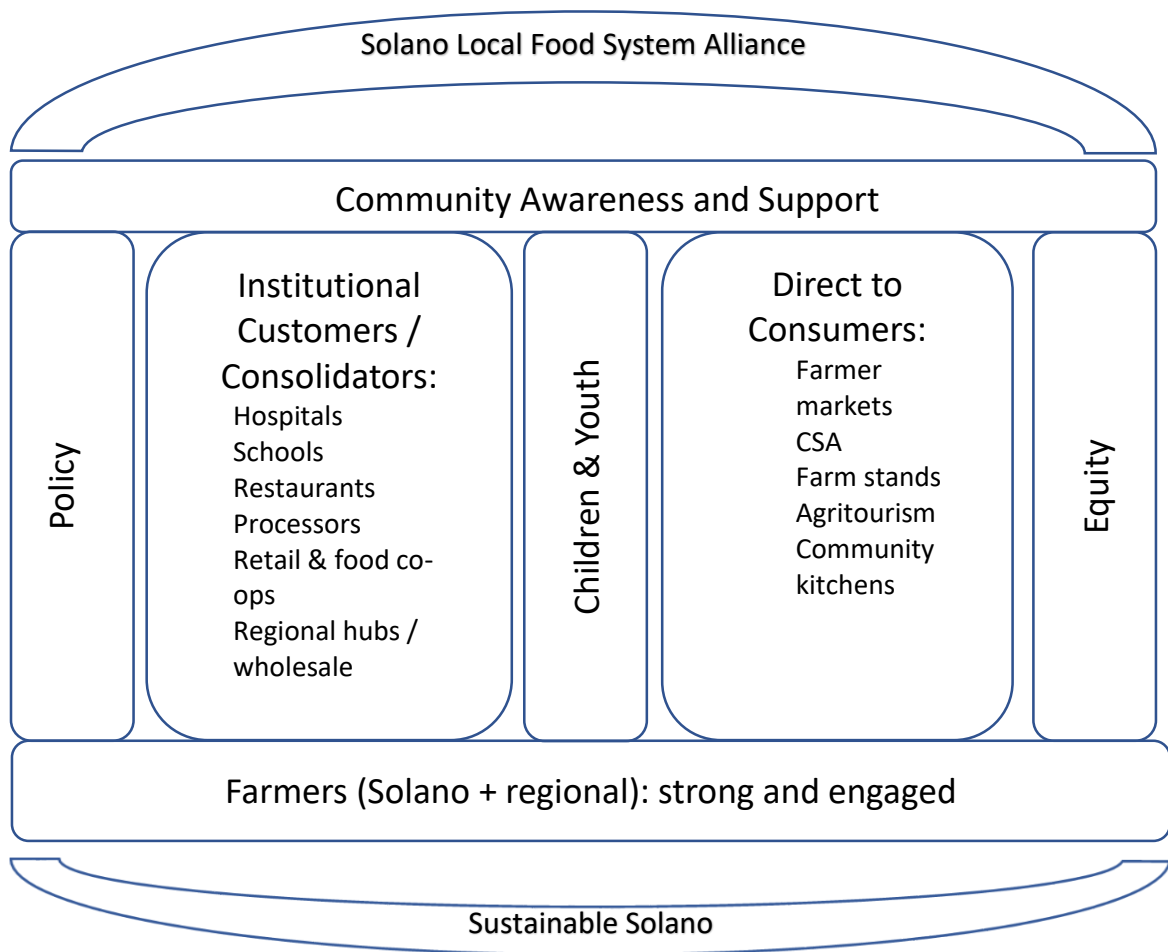 Solano Local Food System Alliance
Community Awareness and Support
Policy
Institutional
Customers /
Consolidators:
Hospitals
Schools
Restaurants
Processors
Retail & food co-
ops
Regional hubs /
wholesale
Children & Youth
Direct to
Consumers:
Farmer
markets
CSA
Farm stands
Agritourism
Community
kitchens
Equity
Farmers (Solano + regional): strong and engaged
Sustainable Solano